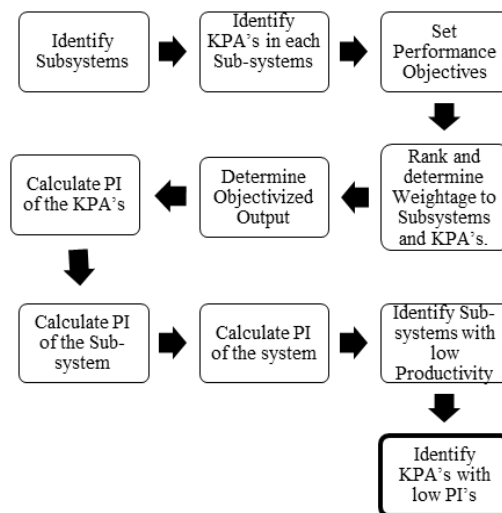 Identify
Subsystems
Identify
KPA's in each
Sub-systems
Set
Performance
Objectives
Rank and
determine
Weightage to
Subsystems
and KPA's.
Determine
Objectivized
Output
Calculate PI
of the KPA's
Calculate PI
of the Sub-
system
Calculate PI
of the system
Identify Sub-
systems with
low
Productivity
Identify
KPA's with
low PI's